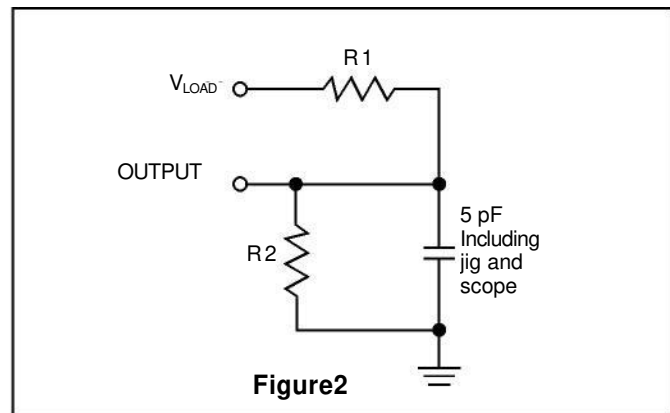 R1
VLOAD
OUTPUT
5 pF
Including
jig and
scope
R2
Figure2